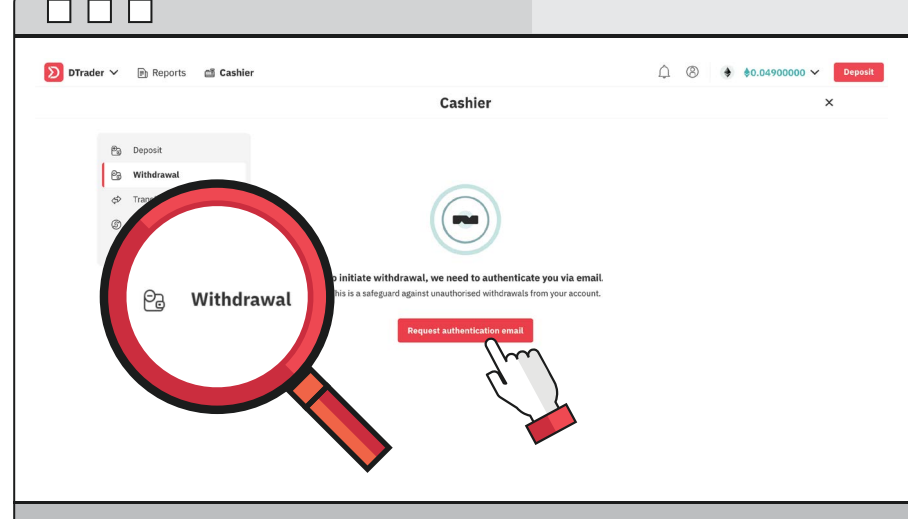 DTrader Reports Cashier 0.04900000 Deposit
Cashier
Deposit
Withdrawal
Withdrawal
initiate withdrawal, we need to authenticate you via email.
is a safeguard against unauthorised withdrawals from your account.
Request authentication email